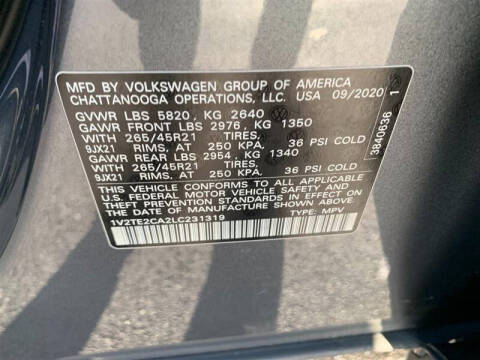 MFD BY VOLKSWAGEN GROUP OF AMERICA
CHATTANOOGA OPERATIONS, LLC. USA 09/2020
GVWR LBS 5820, KG 2640
GAWR FRONT LBS 2976, KG 1350
WITH 265/45R21 TIRES,
9JX21 RIMS, AT 250 KPA, 36 PSI COLD
GAWR REAR LBS 2954, KG 1340
WITH 265/45R21 TIRES,
9JX21 RIMS, AT 250 KPA, 36 PSI COLD
THIS VEHICLE CONFORMS TO ALL APPLICABLE
U.S. FEDERAL MOTOR VEHICLE SAFETY AND
THEFT PREVENTION STANDARDS IN EFFECT ON
THE DATE OF MANUFACTURE SHOWN ABOVE.
1V2TE2CA2LC231319 TYPE: MPV
3840636 1